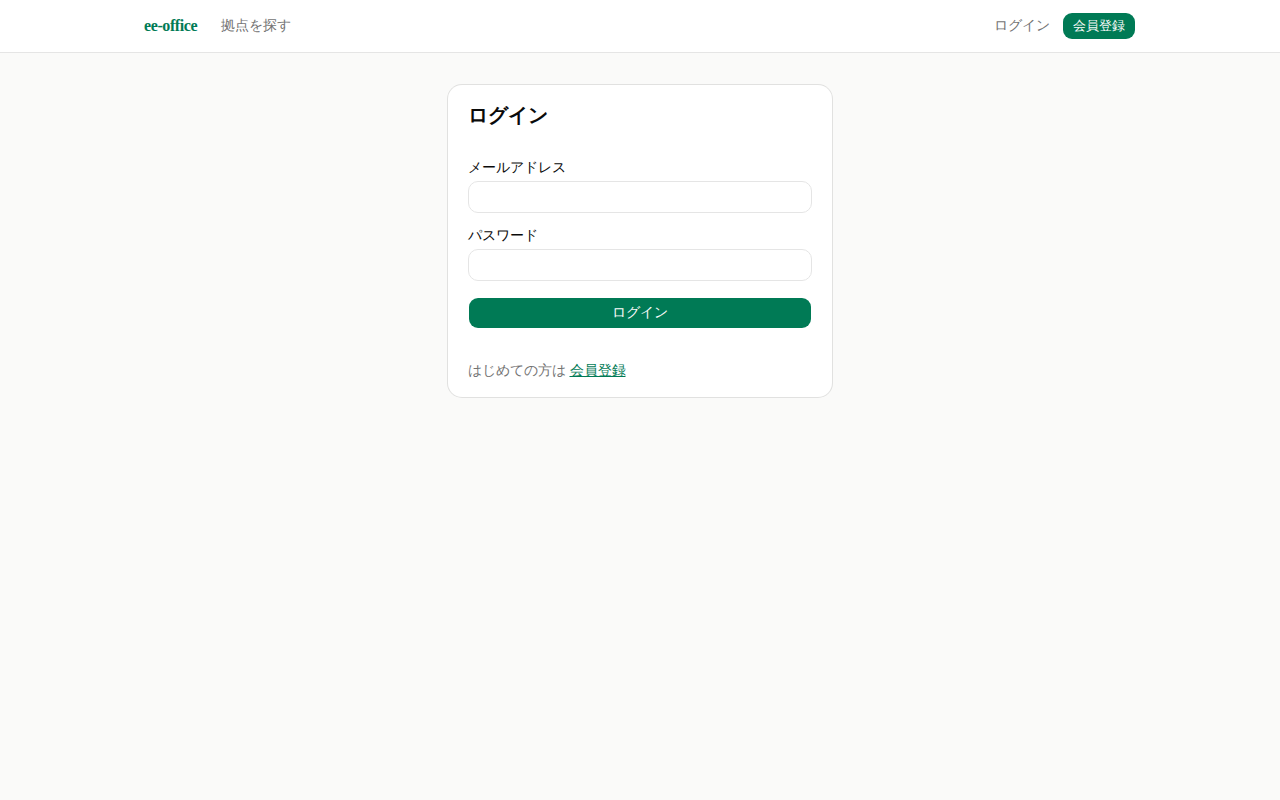 ee-office 拠点を探す ログイン 会員登録
ログイン
メールアドレス
パスワード
ログイン
はじめての方は 会員登録